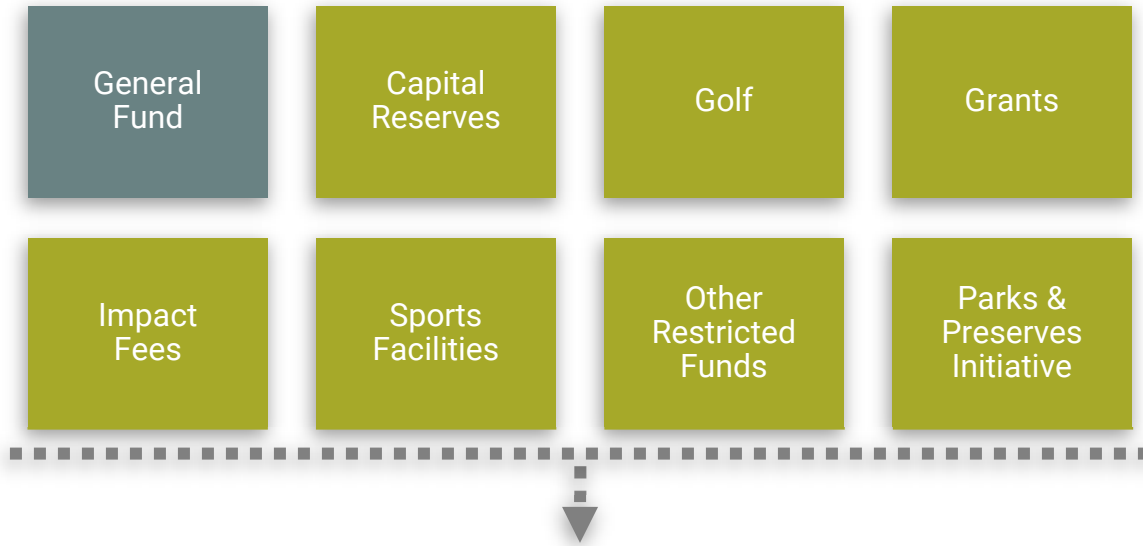 General
Fund
Capital
Reserves
Golf
Grants
Impact
Fees
Sports
Facilities
Other
Restricted
Funds
Parks &
Preserves
Initiative